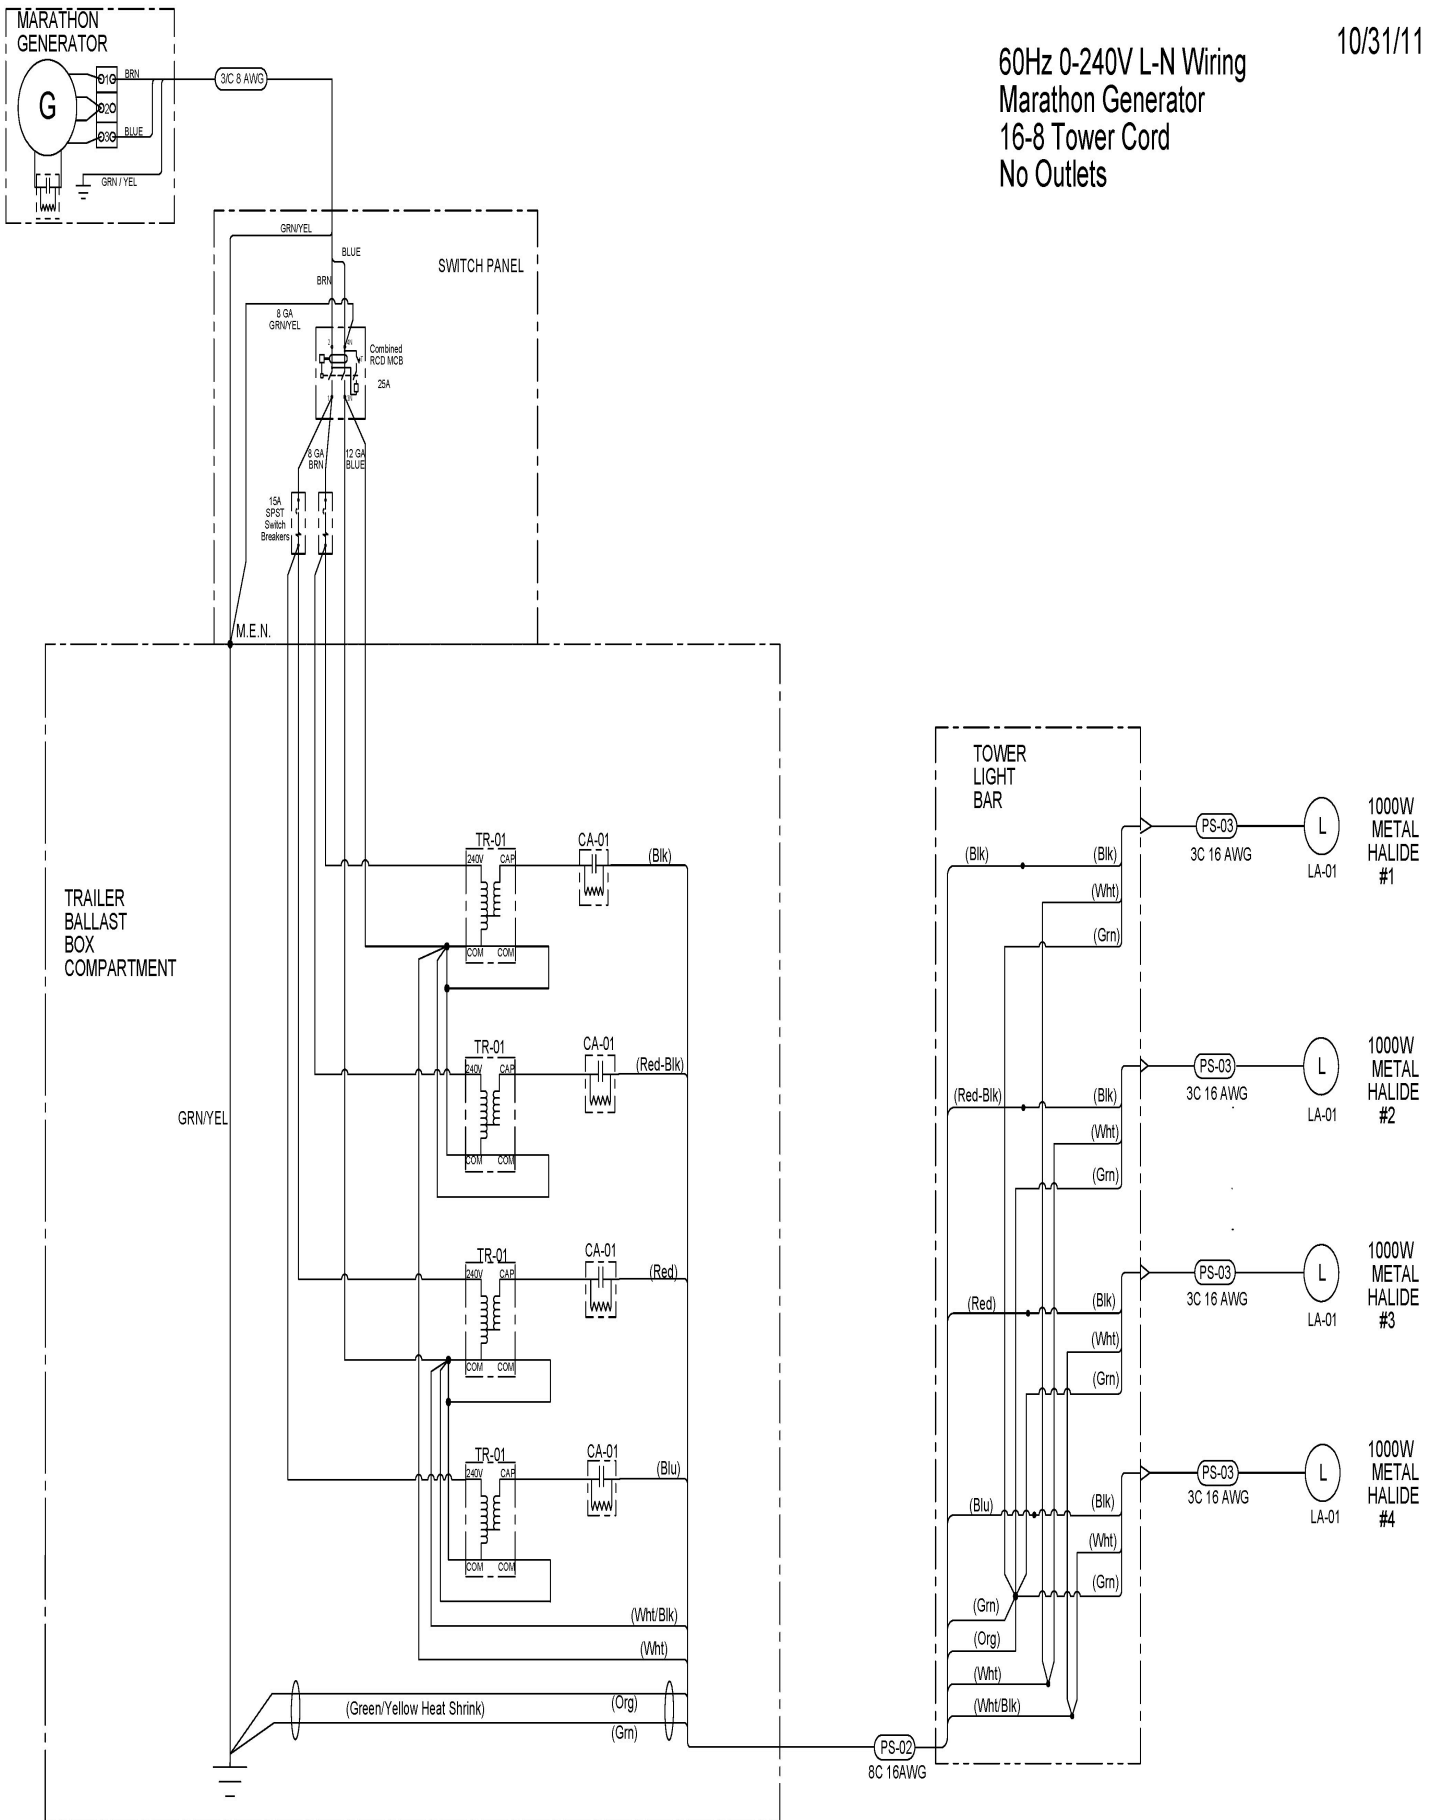 MARATHON
GENERATOR
10/31/11
60Hz 0-240V L-N Wiring
Marathon Generator
16-8 Tower Cord
No Outlets
G
1
BRN
2
3
BLUE
GRN / YEL
3/C 8 AWG
GRN/YEL
BLUE
SWITCH PANEL
BRN
8 GA
GRN/YEL
Combined
RCD MCB
25A
8 GA
BRN
12 GA
BLUE
15A
SPST
Switch
Breakers
M.E.N.
TRAILER
BALLAST
BOX
COMPARTMENT
GRN/YEL
TR-01
240V
CAP
COM
COM
CA-01
(Blk)
TR-01
240V
CAP
COM
COM
CA-01
(Red-Blk)
TR-01
240V
CAP
COM
COM
CA-01
(Red)
TR-01
240V
CAP
COM
COM
CA-01
(Blu)
(Wht/Blk)
(Wht)
(Green/Yellow Heat Shrink)
(Org)
(Grn)
PS-02
8C 16AWG
TOWER
LIGHT
BAR
(Blk)
(Blk)
(Wht)
(Grn)
PS-03
3C 16 AWG
L
LA-01
1000W
METAL
HALIDE
#1
(Red-Blk)
(Blk)
(Wht)
(Grn)
PS-03
3C 16 AWG
L
LA-01
1000W
METAL
HALIDE
#2
(Red)
(Blk)
(Wht)
(Grn)
PS-03
3C 16 AWG
L
LA-01
1000W
METAL
HALIDE
#3
(Blu)
(Blk)
(Wht)
(Grn)
PS-03
3C 16 AWG
L
LA-01
1000W
METAL
HALIDE
#4
(Grn)
(Org)
(Wht)
(Wht/Blk)